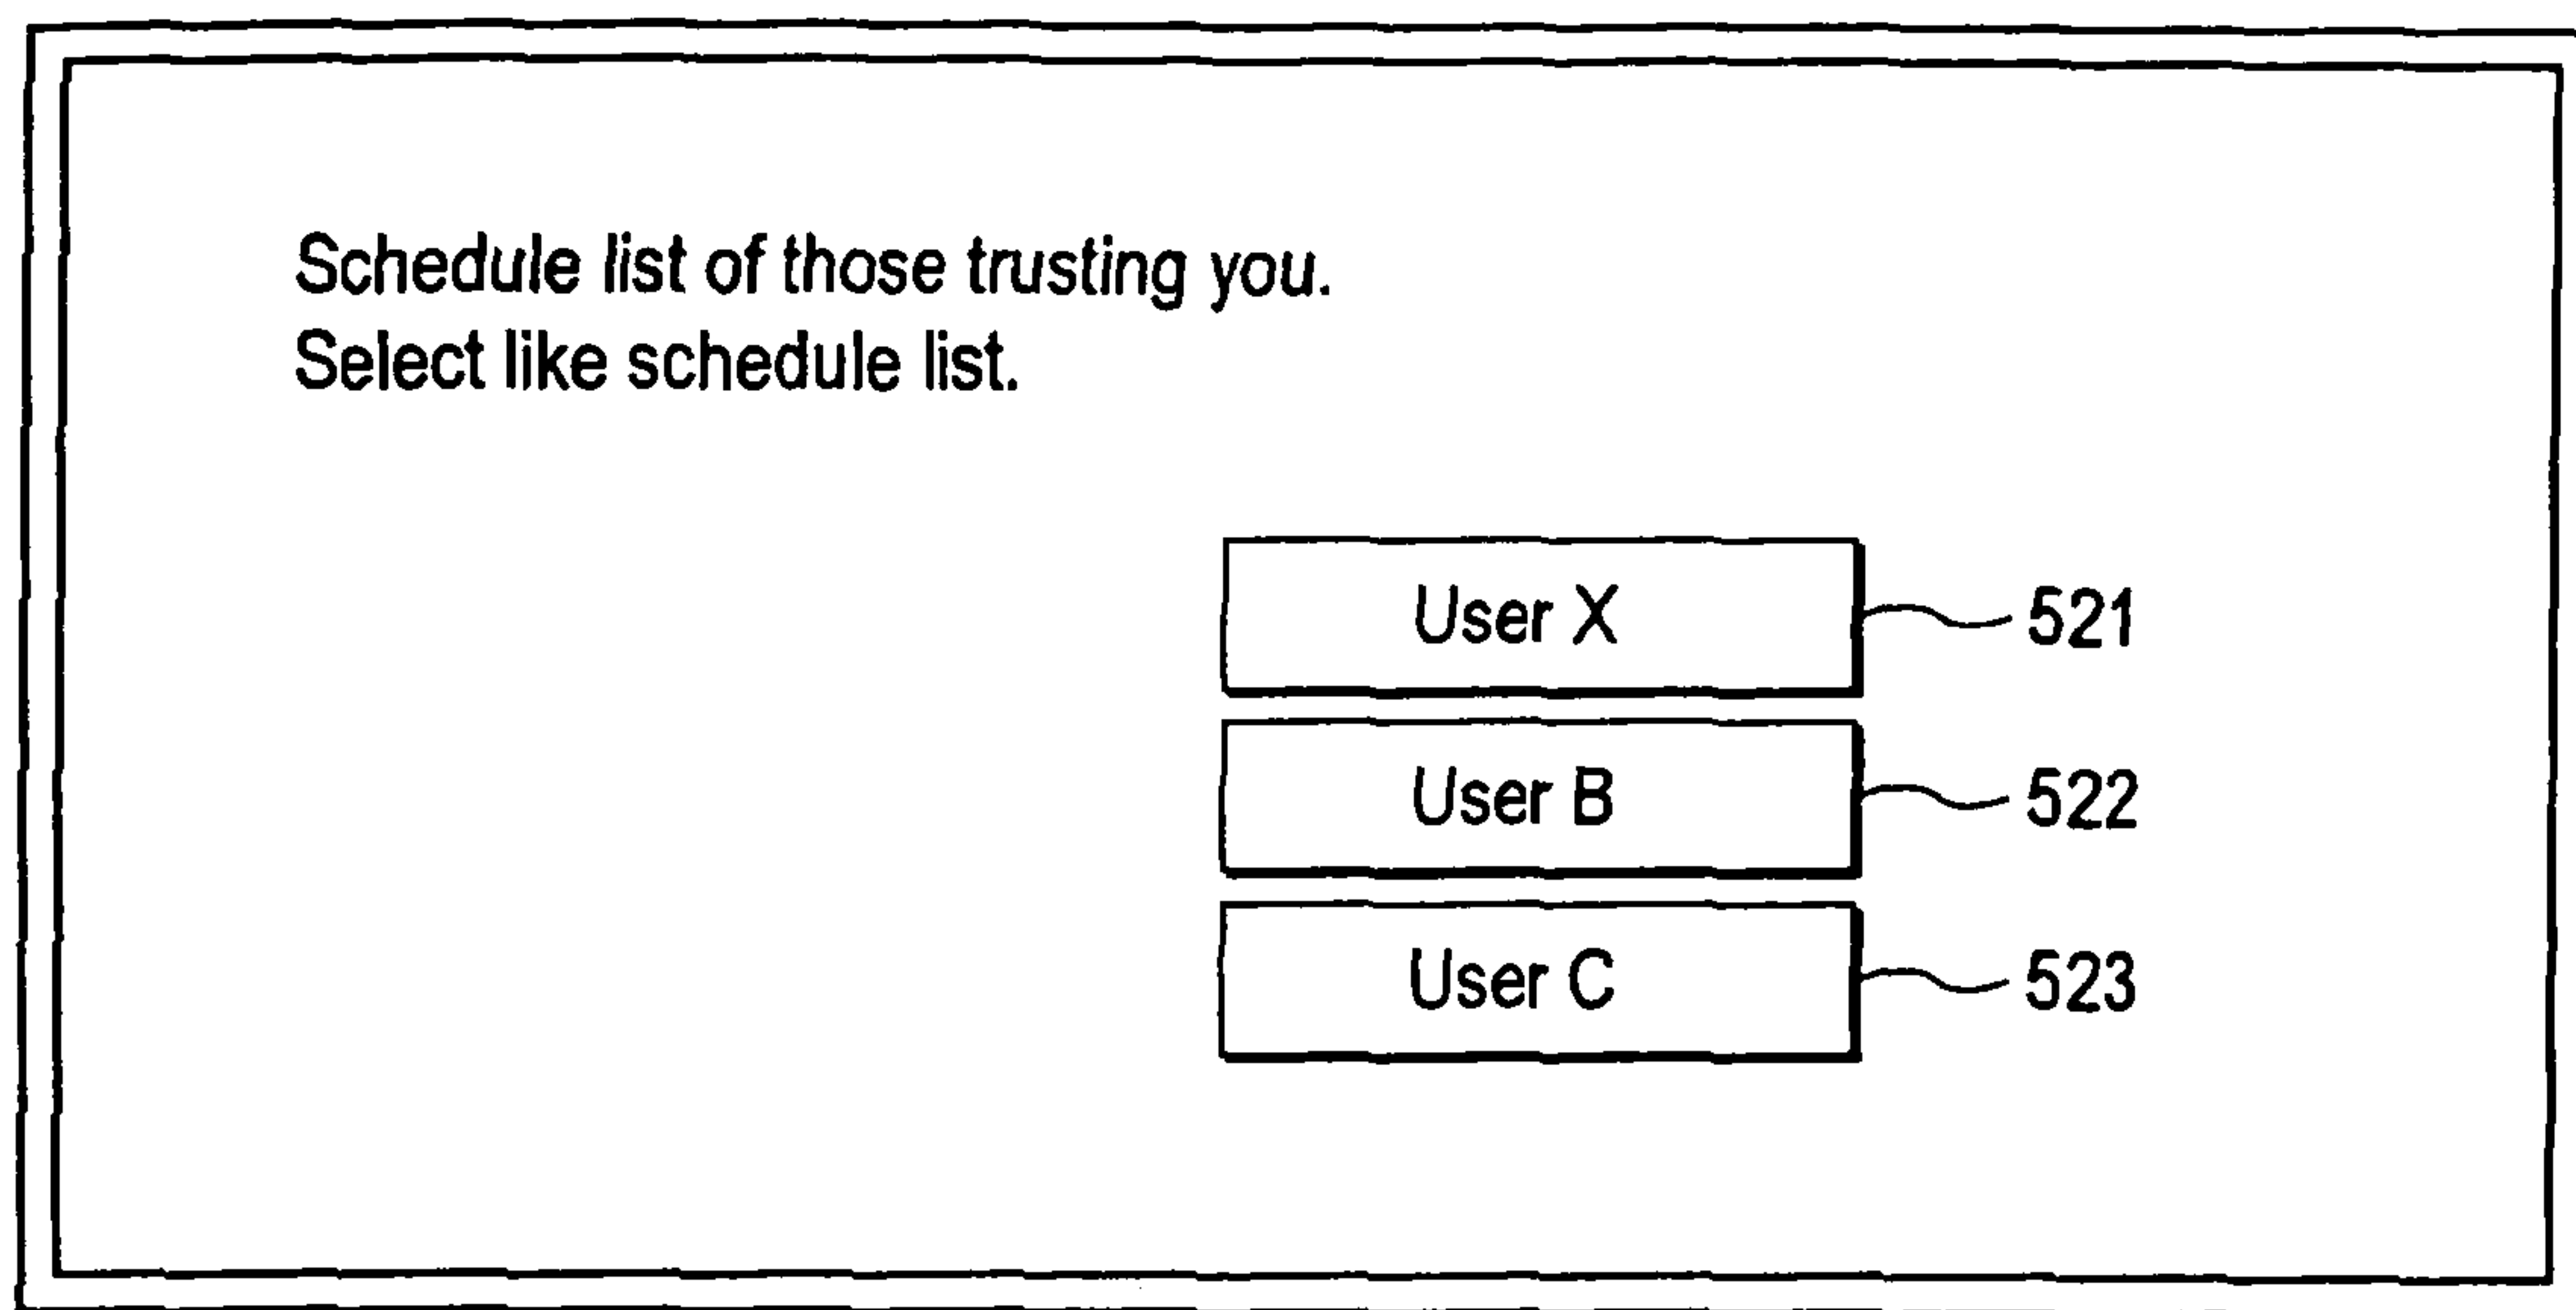 Schedule list of those trusting you.
Select like schedule list.
User X 521
User B 522
User C 523